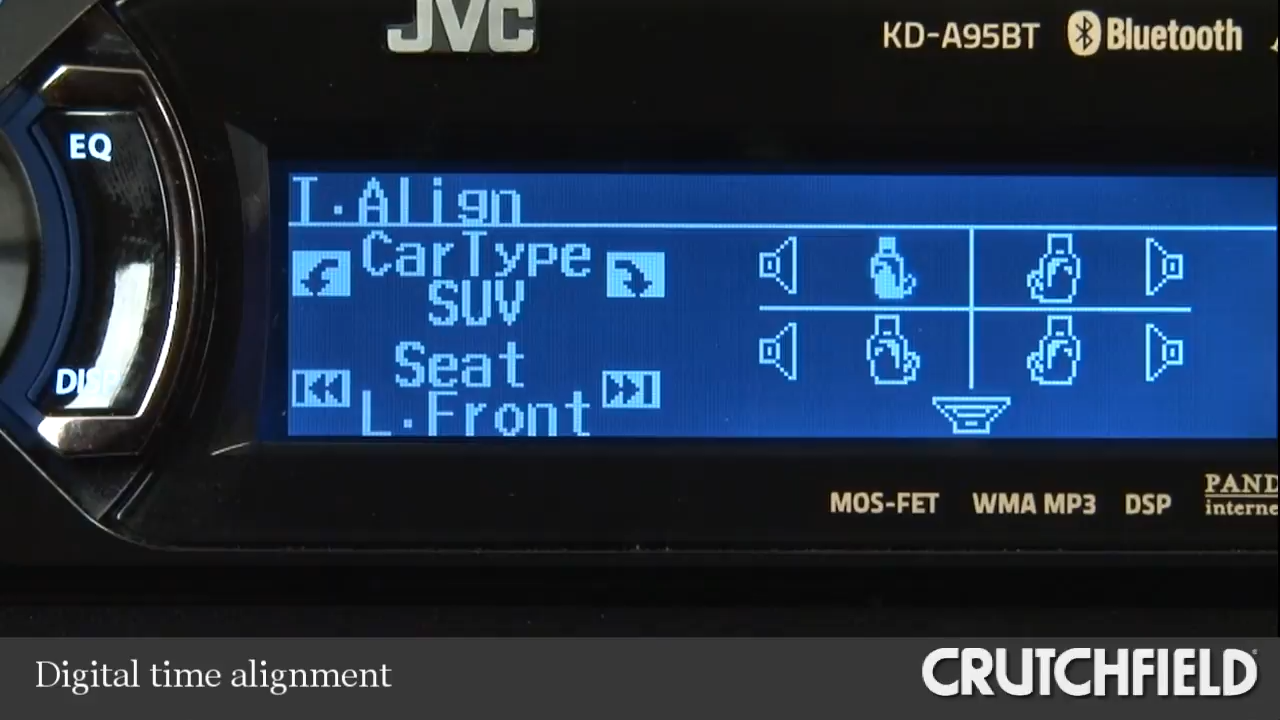 JVC
KD-A95BT Bluetooth
EQ
T.Align
CarType
SUV
Seat
DISP
L.Front
MOS-FET WMA MP3 DSP
Digital time alignment
CRUTCHFIELD